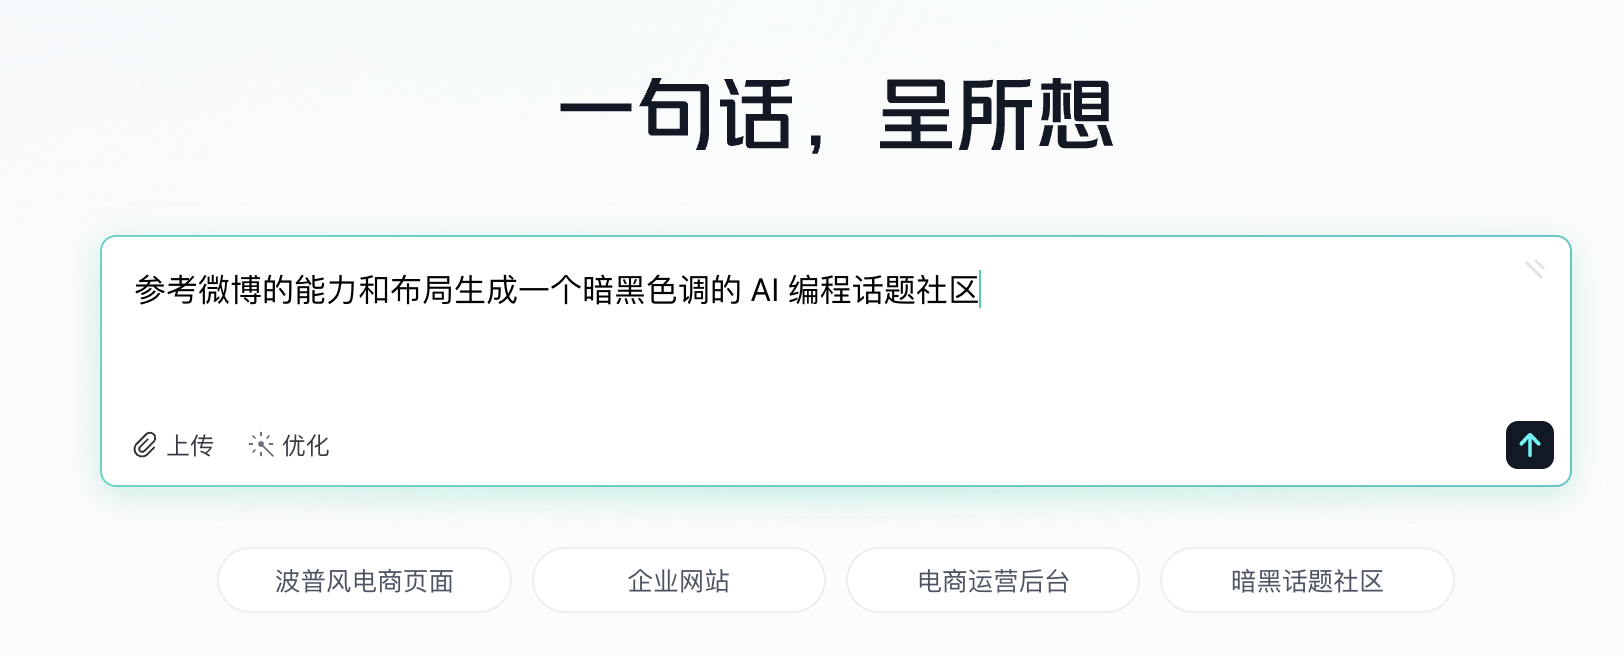 一句话，呈所想
参考微博的能力和布局生成一个暗黑色调的 AI 编程话题社区
上传 优化
波普风电商页面 企业网站 电商运营后台 暗黑话题社区